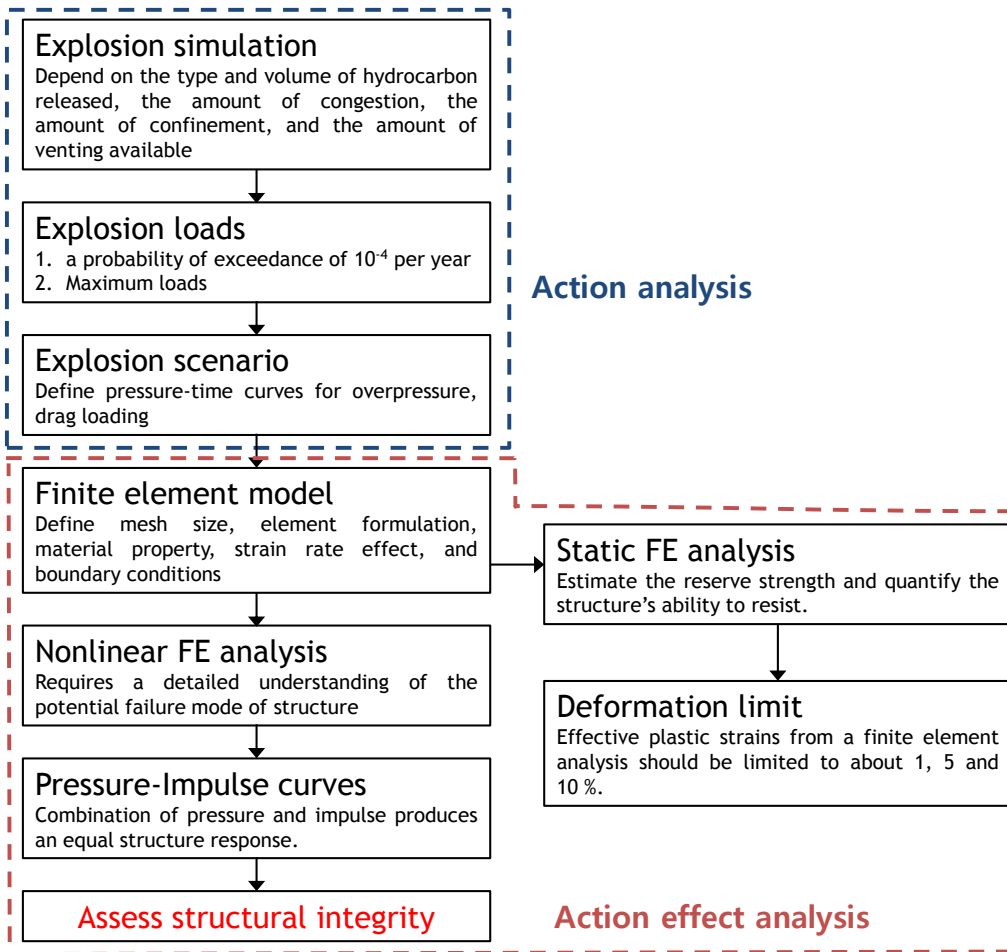 Explosion simulation
Depend on the type and volume of hydrocarbon
released, the amount of congestion, the
amount of confinement, and the amount of
venting available
Explosion loads
1. a probability of exceedance of 10⁻⁴ per year
2. Maximum loads
Action analysis
Explosion scenario
Define pressure-time curves for overpressure,
drag loading
Finite element model
Define mesh size, element formulation,
material property, strain rate effect, and
boundary conditions
Static FE analysis
Estimate the reserve strength and quantify the
structure’s ability to resist.
Nonlinear FE analysis
Requires a detailed understanding of the
potential failure mode of structure
Deformation limit
Effective plastic strains from a finite element
analysis should be limited to about 1, 5 and
10 %.
Pressure-Impulse curves
Combination of pressure and impulse produces
an equal structure response.
Assess structural integrity
Action effect analysis